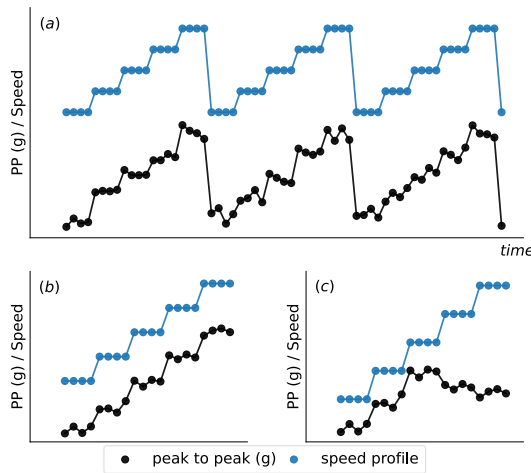 (a)
PP (g) / Speed
time
(b)
PP (g) / Speed
(c)
PP (g) / Speed
peak to peak (g)
speed profile